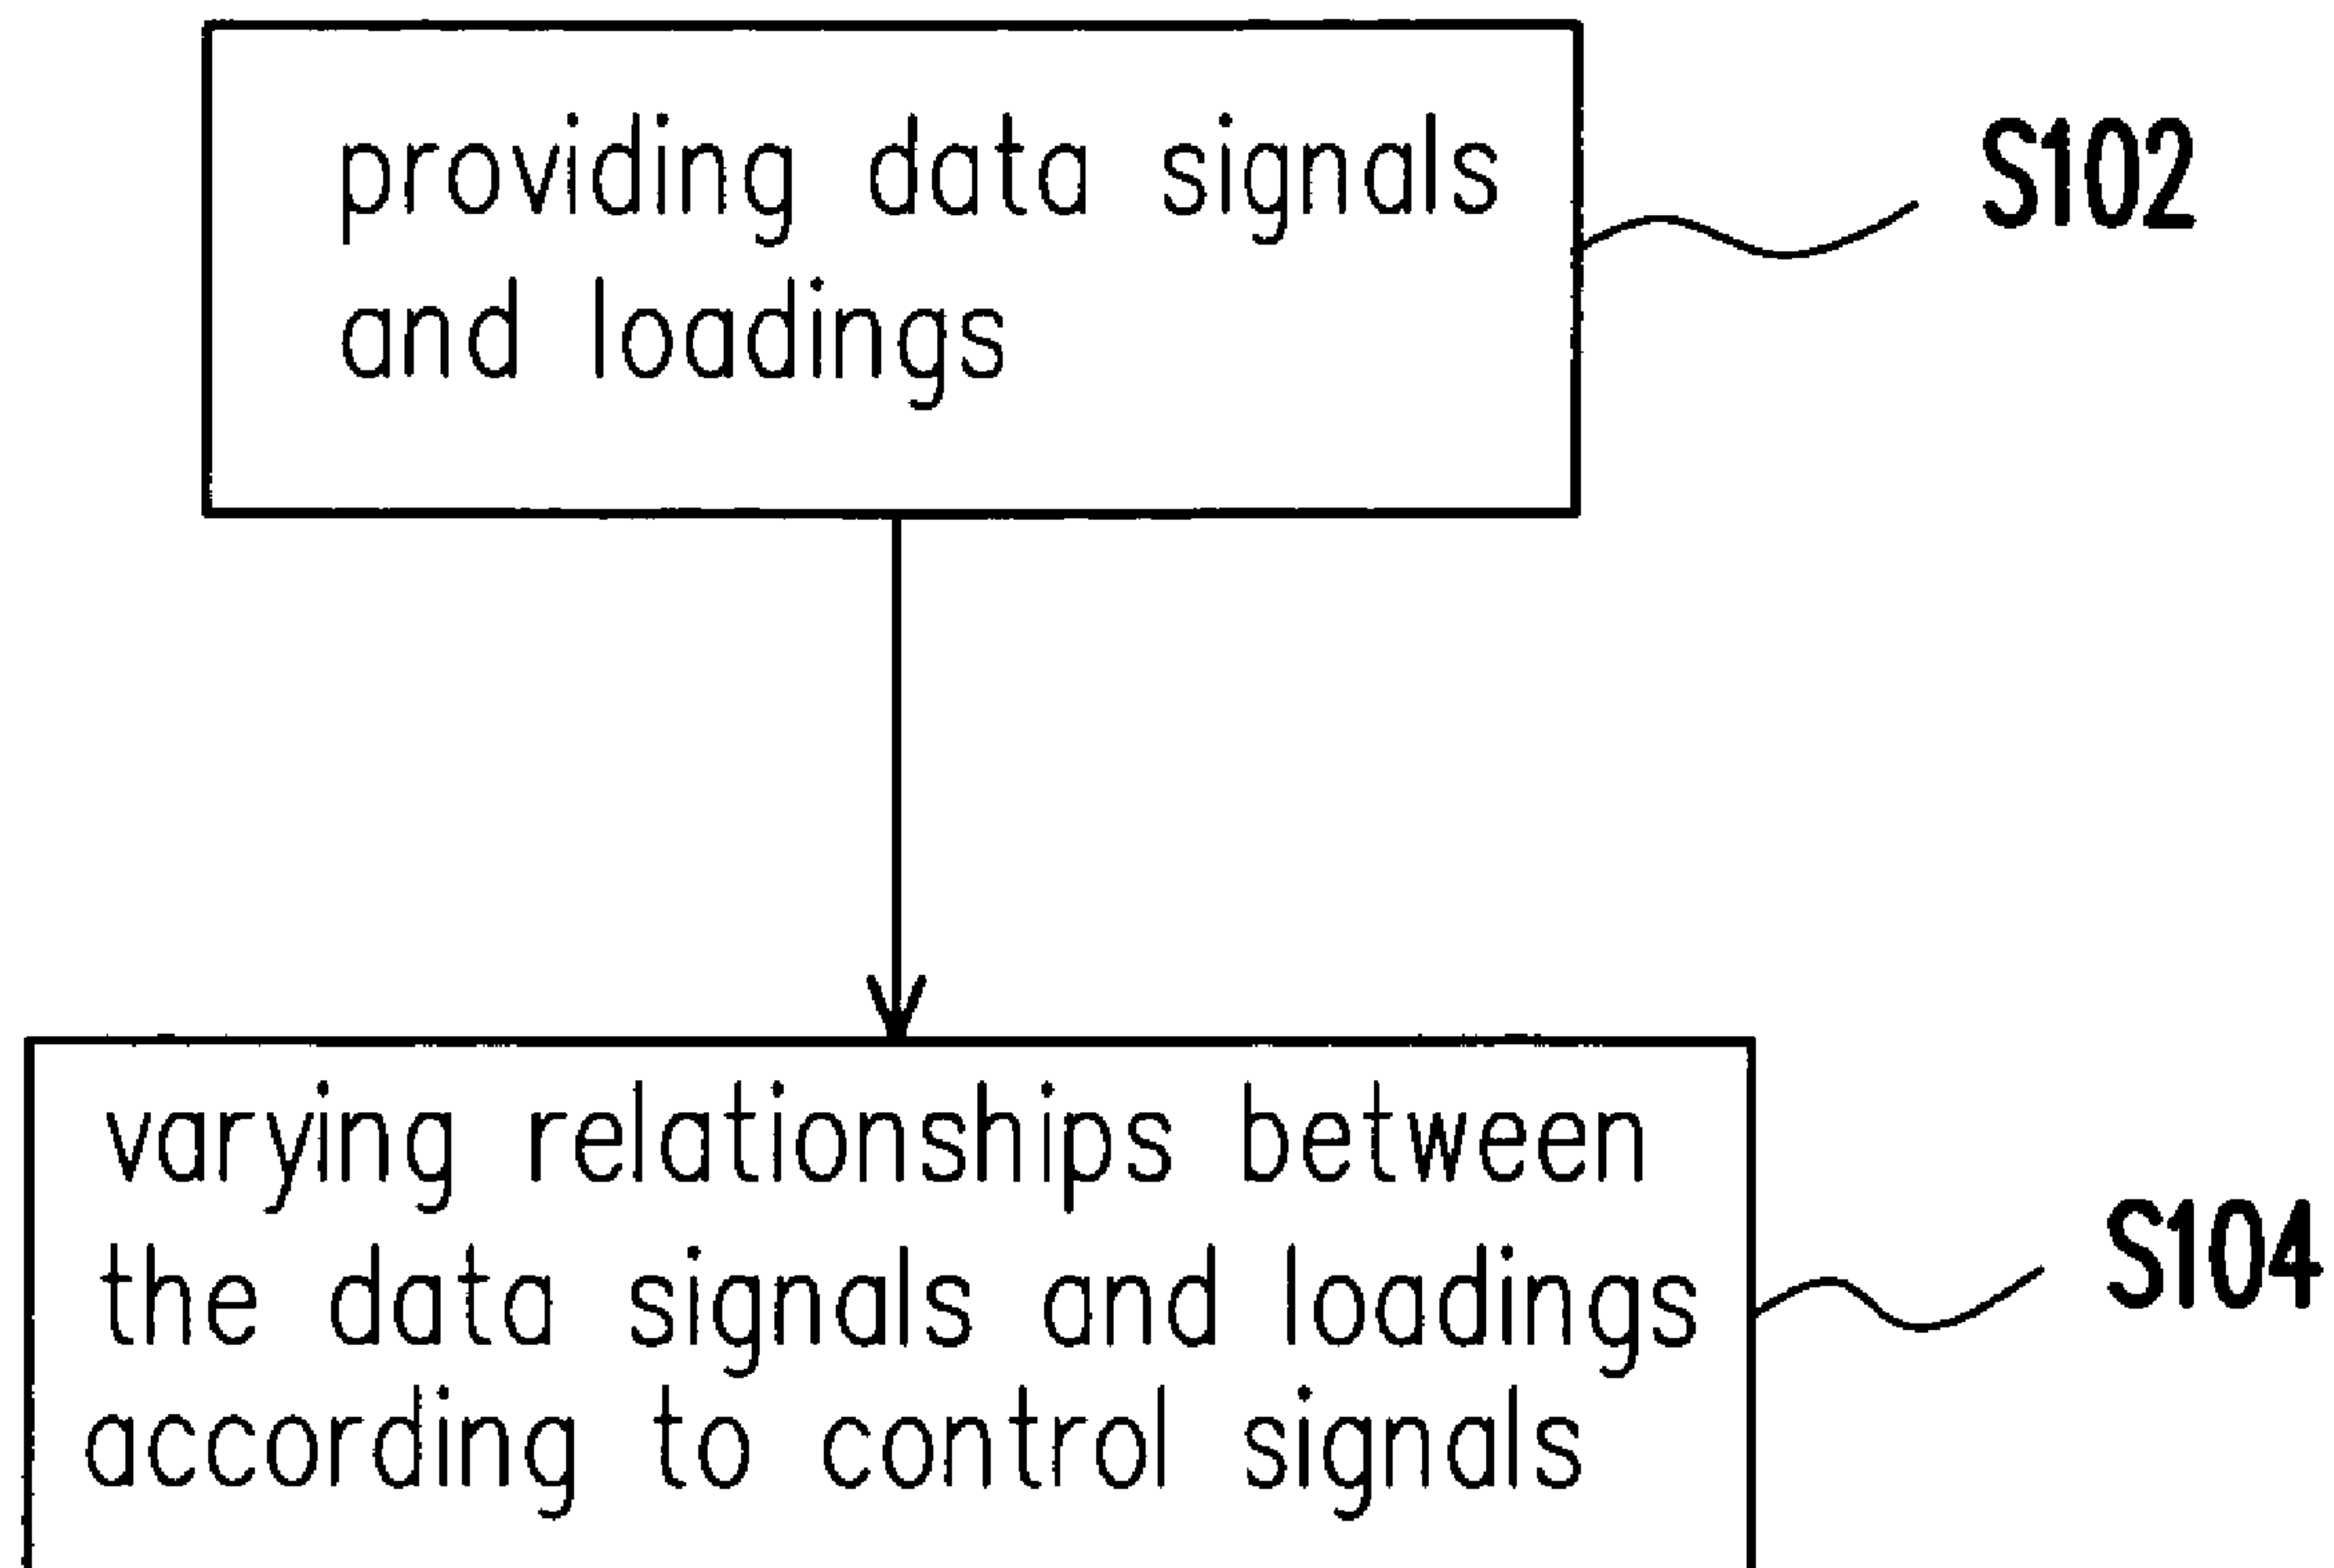 providing data signals
and loadings
S102
varying relationships between
the data signals and loadings
according to control signals
S104